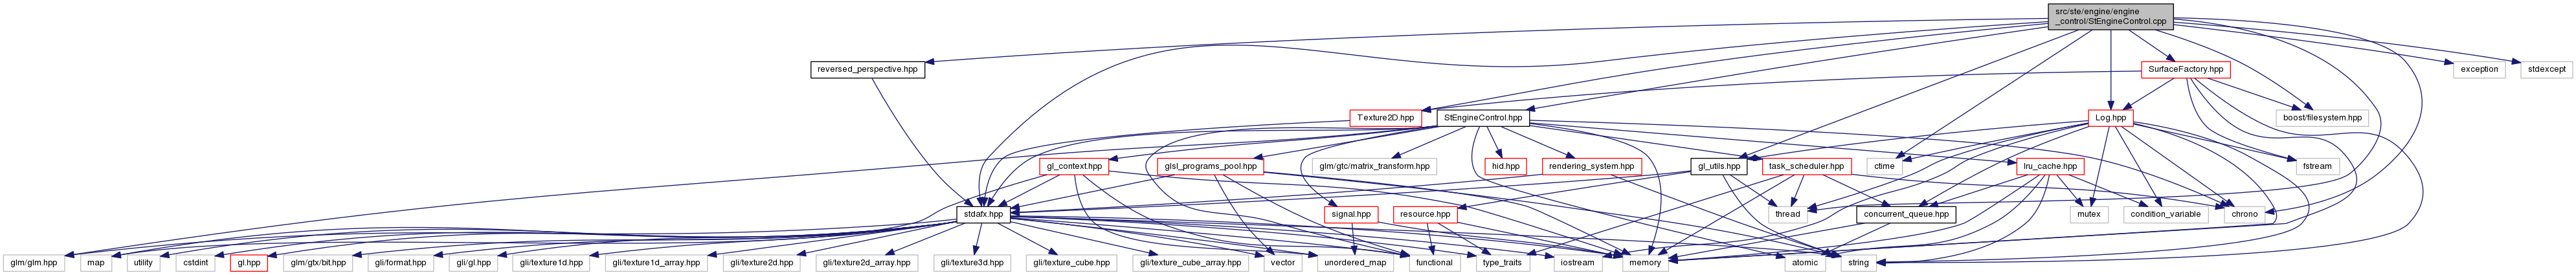 src/ste/engine/engine
_control/StEngineControl.cpp
reversed_perspective.hpp
SurfaceFactory.hpp
exception
stdexcept
Texture2D.hpp
StEngineControl.hpp
Log.hpp
boost/filesystem.hpp
gl_context.hpp
glsl_programs_pool.hpp
glm/gtc/matrix_transform.hpp
hid.hpp
rendering_system.hpp
gl_utils.hpp
task_scheduler.hpp
ctime
lru_cache.hpp
fstream
stdafx.hpp
signal.hpp
resource.hpp
thread
concurrent_queue.hpp
mutex
condition_variable
chrono
glm/glm.hpp
map
utility
cstdint
gl.hpp
glm/gtx/bit.hpp
gli/format.hpp
gli/gl.hpp
gli/texture1d.hpp
gli/texture1d_array.hpp
gli/texture2d.hpp
gli/texture2d_array.hpp
gli/texture3d.hpp
gli/texture_cube.hpp
gli/texture_cube_array.hpp
vector
unordered_map
functional
type_traits
iostream
memory
atomic
string